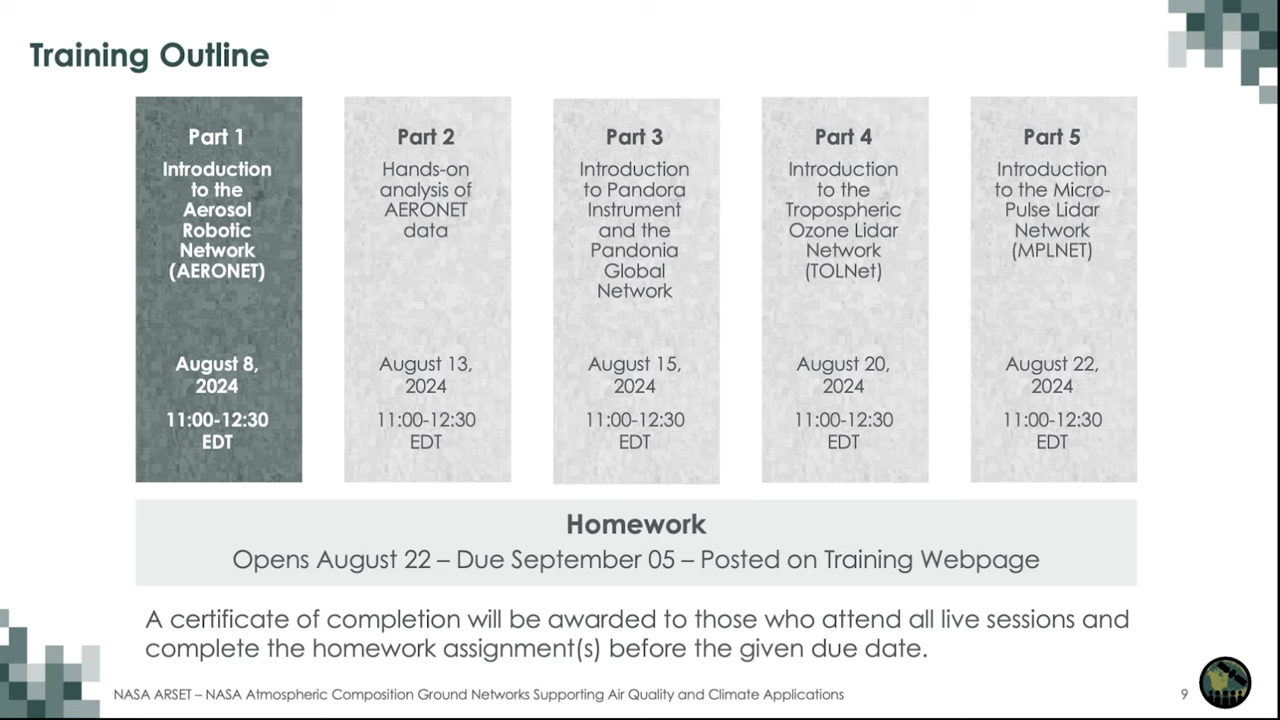 Training Outline
Part 1
Introduction
to the
Aerosol
Robotic
Network
(AERONET)
August 8,
2024
11:00-12:30
EDT
Part 2
Hands-on
analysis of
AERONET
data
August 13,
2024
11:00-12:30
EDT
Part 3
Introduction
to Pandora
Instrument
and the
Pandonia
Global
Network
August 15,
2024
11:00-12:30
EDT
Part 4
Introduction
to the
Tropospheric
Ozone Lidar
Network
(TOLNet)
August 20,
2024
11:00-12:30
EDT
Part 5
Introduction
to the Micro-
Pulse Lidar
Network
(MPLNET)
August 22,
2024
11:00-12:30
EDT
Homework
Opens August 22 – Due September 05 – Posted on Training Webpage
A certificate of completion will be awarded to those who attend all live sessions and
complete the homework assignment(s) before the given due date.
NASA ARSET – NASA Atmospheric Composition Ground Networks Supporting Air Quality and Climate Applications
9